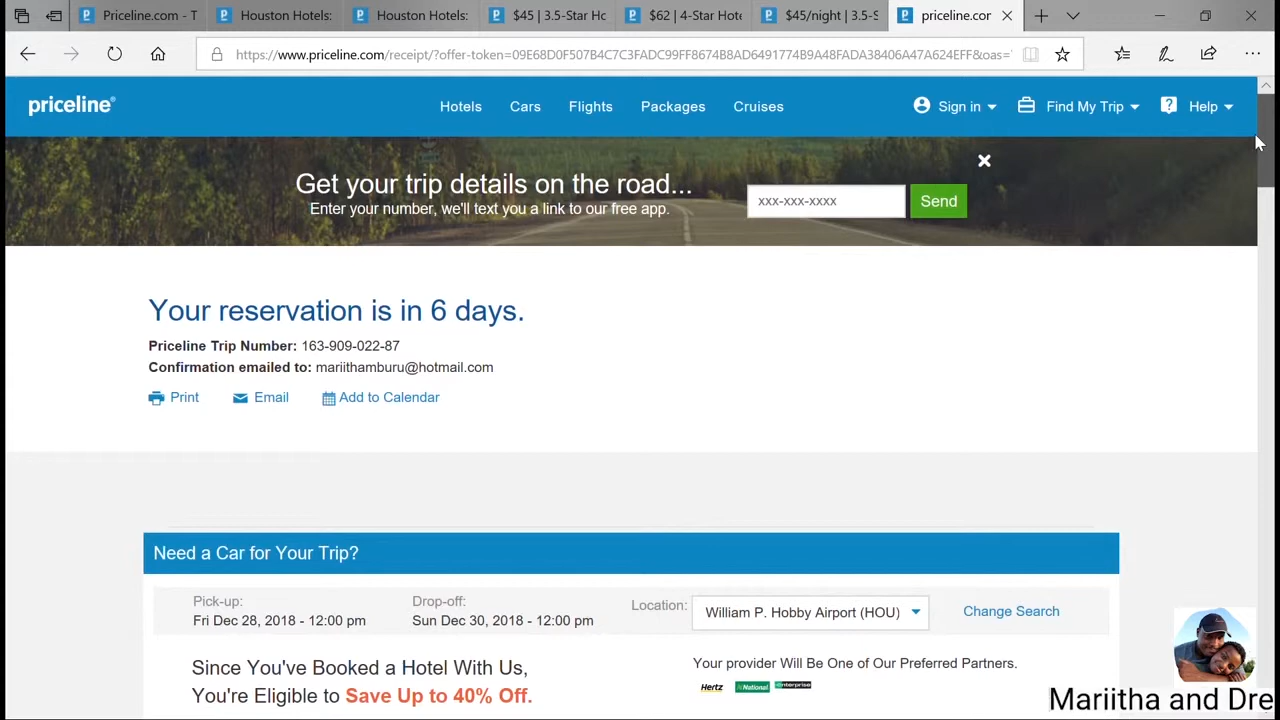 Priceline.com - T
Houston Hotels:
Houston Hotels:
$45 | 3.5-Star Ho
$62 | 4-Star Hote
$45/night | 3.5-S
priceline.cor
https://www.priceline.com/receipt/?offer-token=09E68D0F507B4C7C3FADC99FF8674B8AD6491774B9A48FADA38406A47A624EFF&oas=
priceline
Hotels
Cars
Flights
Packages
Cruises
Sign in
Find My Trip
Help
Get your trip details on the road...
Enter your number, we'll text you a link to our free app.
xxx-xxx-xxxx
Send
Your reservation is in 6 days.
Priceline Trip Number: 163-909-022-87
Confirmation emailed to: mariithamburu@hotmail.com
Print
Email
Add to Calendar
Need a Car for Your Trip?
Pick-up:
Fri Dec 28, 2018 - 12:00 pm
Drop-off:
Sun Dec 30, 2018 - 12:00 pm
Location:
William P. Hobby Airport (HOU)
Change Search
Since You've Booked a Hotel With Us,
You're Eligible to Save Up to 40% Off.
Your provider Will Be One of Our Preferred Partners.
Hertz
National
enterprise
Mariitha and Dre